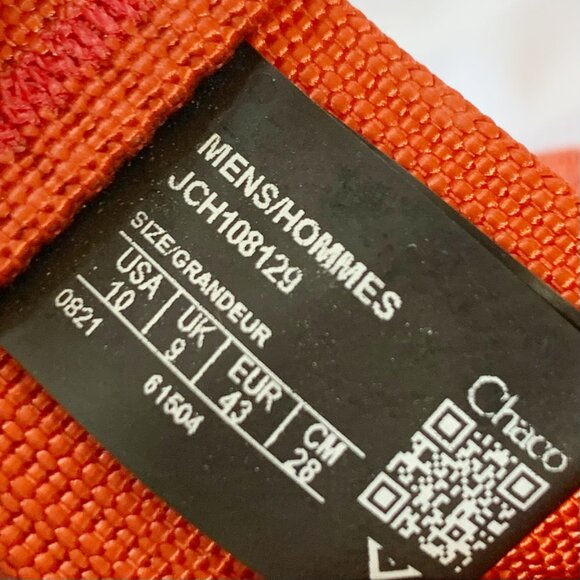 MENS/HOMMES
JCH108129
SIZE/GRANDEUR
USA UK EUR CM
10 9 43 28
0821 61504
Chaco